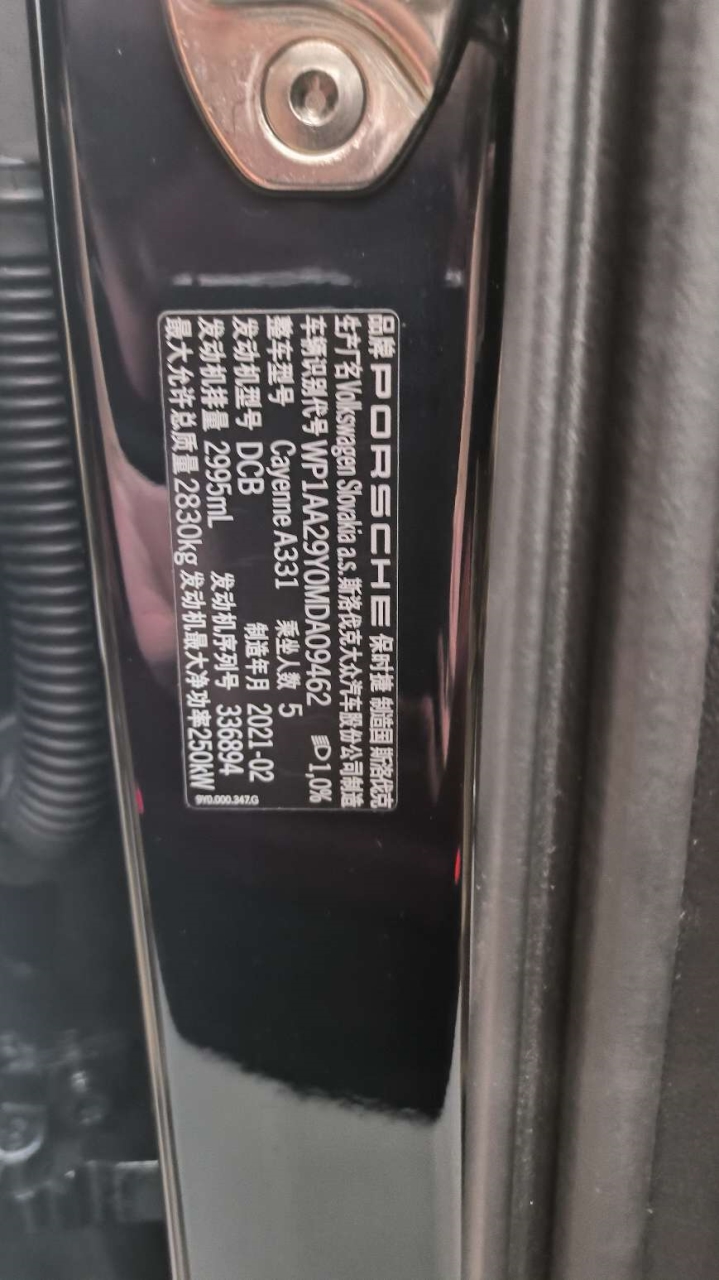 品牌 PORSCHE 保时捷 制造国 斯洛伐克
生产厂名 Volkswagen Slovakia a.s. 斯洛伐克大众汽车股份公司制造
车辆识别代号 WP1AA29Y0MDA09462 1,0%
整车型号 Cayenne A331 乘坐人数 5
发动机型号 DCB 制造年月 2021-02
发动机排量 2995mL 发动机序列号 336894
最大允许总质量 2830kg 发动机最大净功率 250kW
9Y0.000.347.G